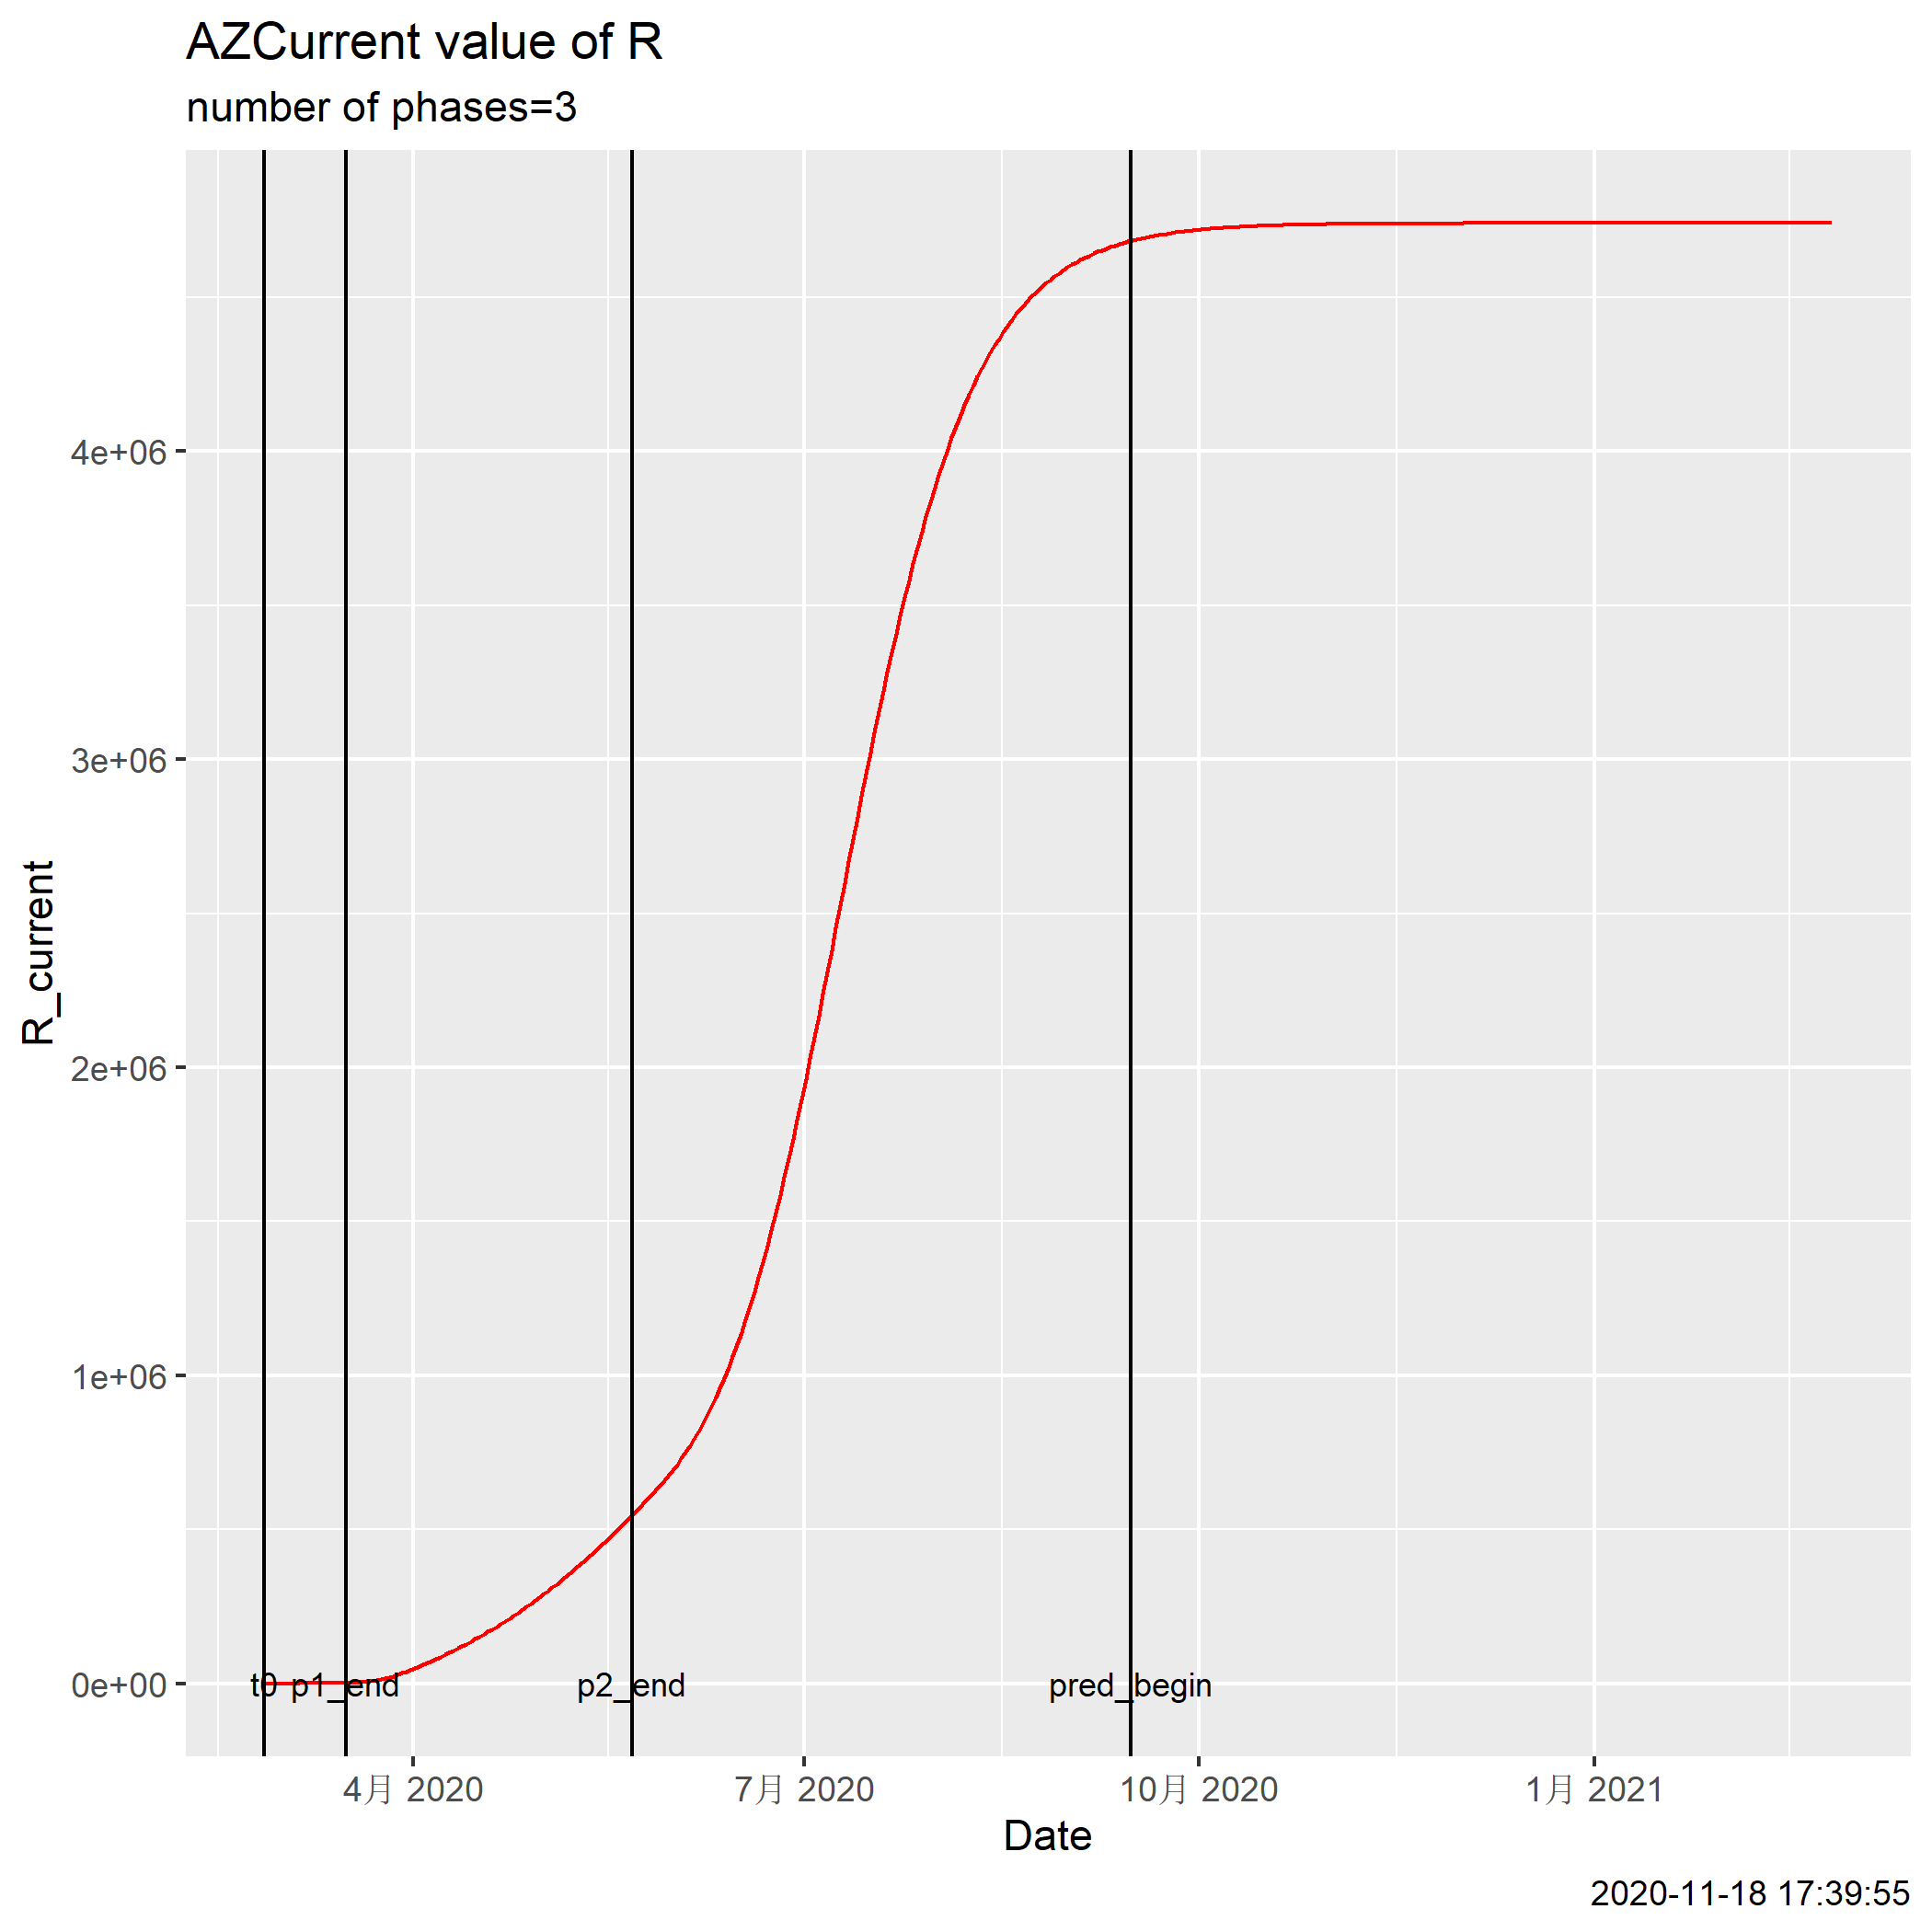 AZCurrent value of R
number of phases=3
R_current
4e+06
3e+06
2e+06
1e+06
0e+00
t0 p1_end p2_end pred_begin
4月 2020 7月 2020 10月 2020 1月 2021
Date
2020-11-18 17:39:55